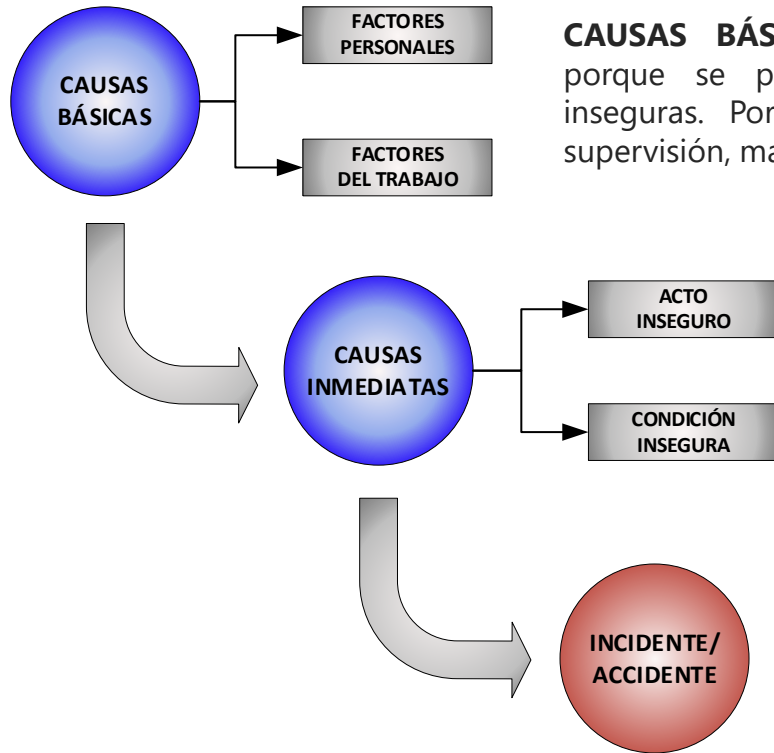 FACTORES
PERSONALES
CAUSAS
BÁSICAS
FACTORES
DEL TRABAJO
CAUSAS
porque se
inseguras. Por
supervisión,
CAUSAS
INMEDIATAS
ACTO
INSEGURO
CONDICIÓN
INSEGURA
INCIDENTE/
ACCIDENTE